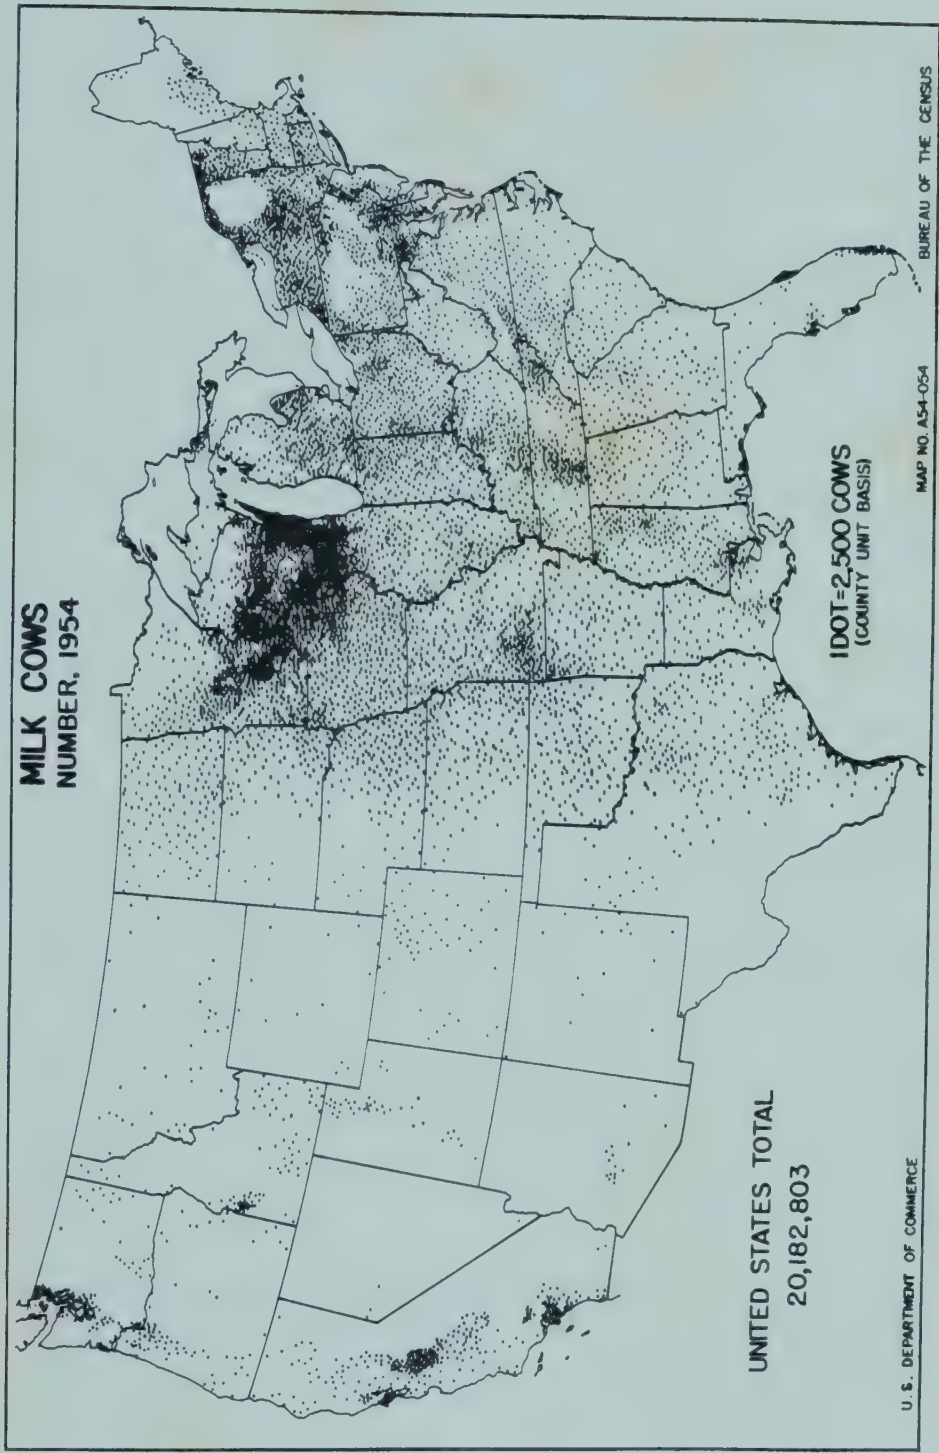 MILK COWS
NUMBER, 1954
UNITED STATES TOTAL
20,182,803
1 DOT=2,500 COWS
(COUNTY UNIT BASIS)
U. S. DEPARTMENT OF COMMERCE
MAP NO. A54-054
BUREAU OF THE CENSUS